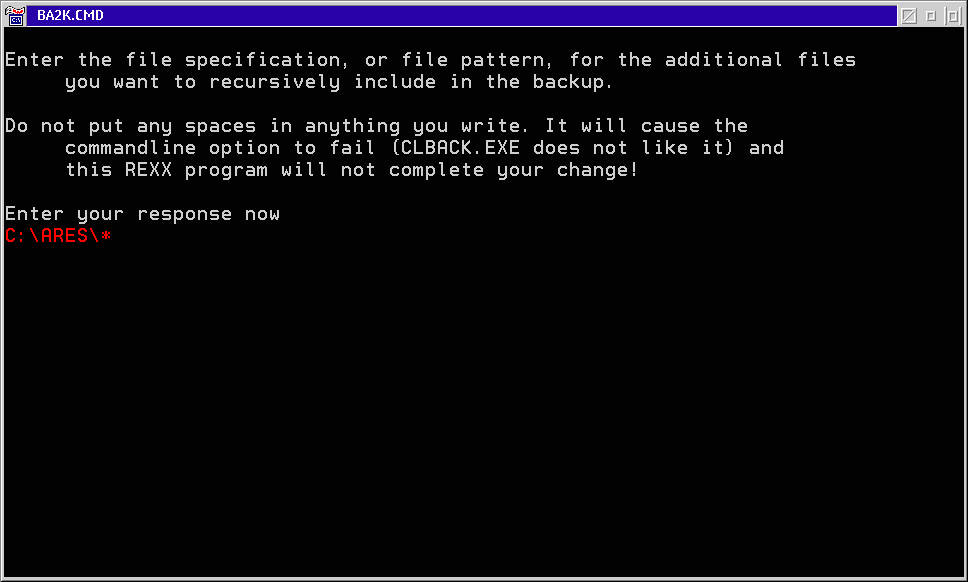 BA2K.CMD
Enter the file specification, or file pattern, for the additional files
you want to recursively include in the backup.
Do not put any spaces in anything you write. It will cause the
commandline option to fail (CLBACK.EXE does not like it) and
this REXX program will not complete your change!
Enter your response now
C:\ARES\*